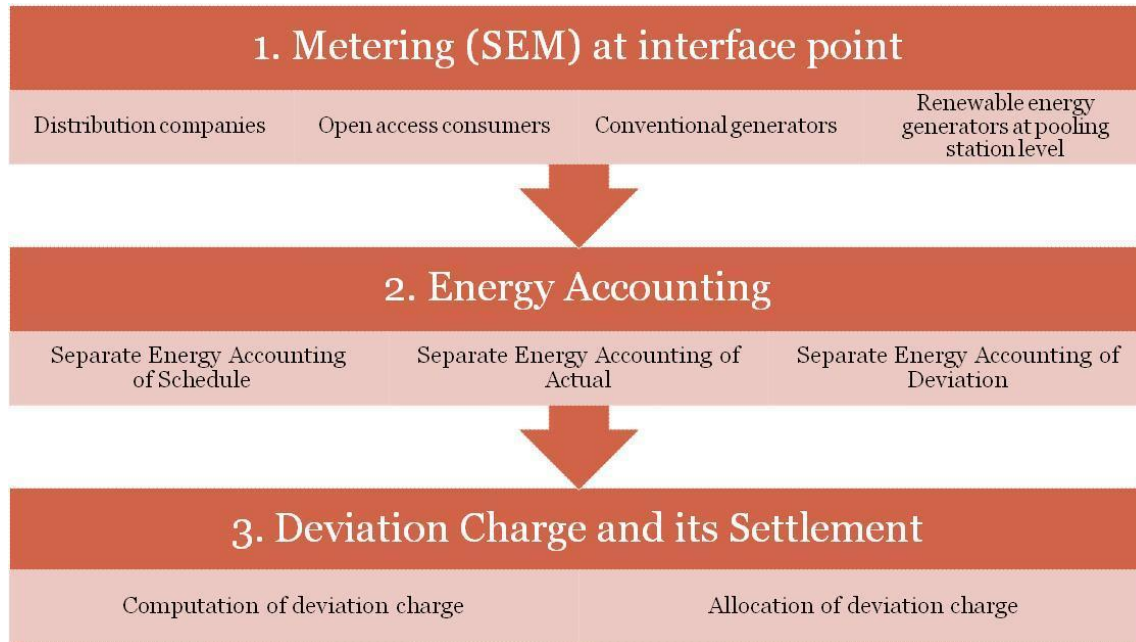 1. Metering (SEM) at interface point
Distribution companies
Open access consumers
Conventional generators
Renewable energy
generators at pooling
station level
2. Energy Accounting
Separate Energy Accounting
of Schedule
Separate Energy Accounting of
Actual
Separate Energy Accounting of
Deviation
3. Deviation Charge and its Settlement
Computation of deviation charge
Allocation of deviation charge